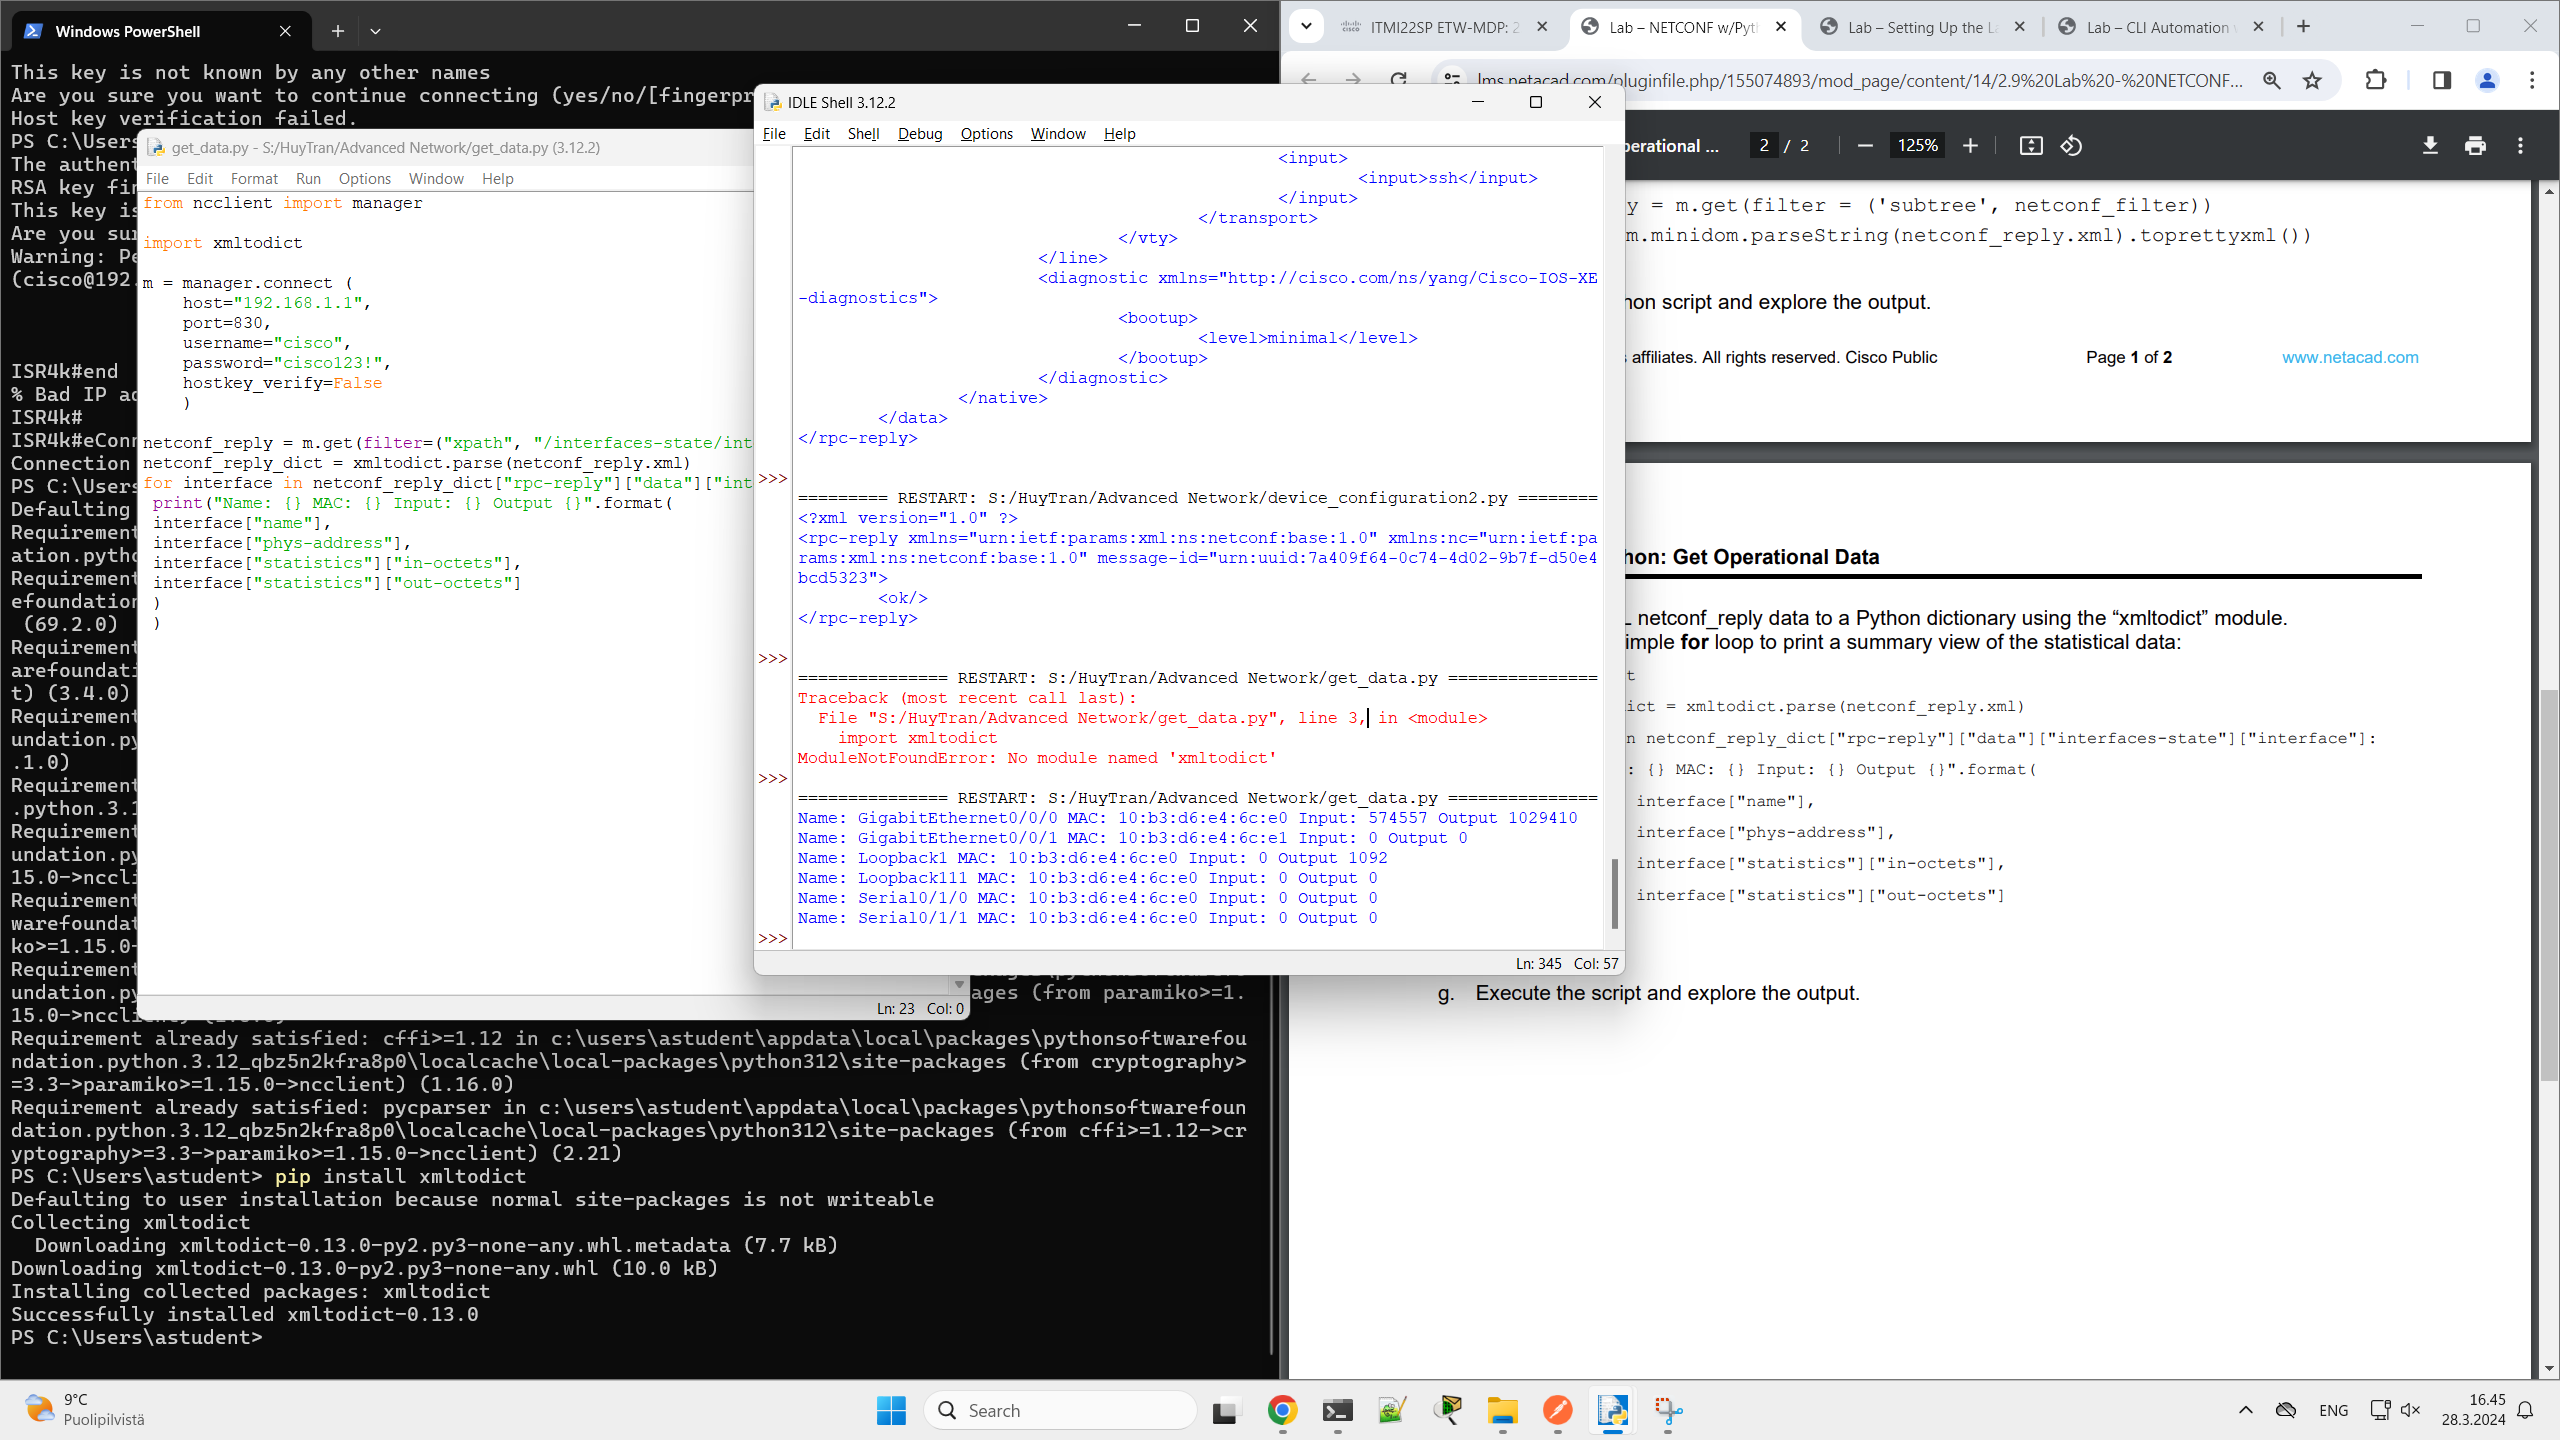 Windows PowerShell
This key is not known by any other names
Are you sure you want to continue connecting (yes/no/[fingerpr
Host key verification failed.
PS C:\Users
The authent
RSA key fin
This key is
Are you sur
Warning: Pe
(cisco@192.
ISR4k#end
% Bad IP ad
ISR4k#
ISR4k#eConn
Connection
PS C:\Users
Defaulting
Requirement
ation.pytho
Requirement
efoundation
(69.2.0)
Requirement
arefoundati
t) (3.4.0)
Requirement
undation.py
.1.0)
Requirement
.python.3.1
Requirement
undation.py
15.0->nccli
Requirement
warefoundat
ko>=1.15.0-
Requirement
undation.py
ages (from paramiko>=1.
15.0->nccli
Requirement already satisfied: cffi>=1.12 in c:\users\astudent\appdata\local\packages\pythonsoftwarefou
ndation.python.3.12_qbz5n2kfra8p0\localcache\local-packages\python312\site-packages (from cryptography>
=3.3->paramiko>=1.15.0->ncclient) (1.16.0)
Requirement already satisfied: pycparser in c:\users\astudent\appdata\local\packages\pythonsoftwarefoun
dation.python.3.12_qbz5n2kfra8p0\localcache\local-packages\python312\site-packages (from cffi>=1.12->cr
yptography>=3.3->paramiko>=1.15.0->ncclient) (2.21)
PS C:\Users\astudent> pip install xmltodict
Defaulting to user installation because normal site-packages is not writeable
Collecting xmltodict
Downloading xmltodict-0.13.0-py2.py3-none-any.whl.metadata (7.7 kB)
Downloading xmltodict-0.13.0-py2.py3-none-any.whl (10.0 kB)
Installing collected packages: xmltodict
Successfully installed xmltodict-0.13.0
PS C:\Users\astudent>
get_data.py - S:/HuyTran/Advanced Network/get_data.py (3.12.2)
File Edit Format Run Options Window Help
from ncclient import manager
import xmltodict
m = manager.connect (
host="192.168.1.1",
port=830,
username="cisco",
password="cisco123!",
hostkey_verify=False
)
netconf_reply = m.get(filter=("xpath", "/interfaces-state/int
netconf_reply_dict = xmltodict.parse(netconf_reply.xml)
for interface in netconf_reply_dict["rpc-reply"]["data"]["int
print("Name: {} MAC: {} Input: {} Output {}".format(
interface["name"],
interface["phys-address"],
interface["statistics"]["in-octets"],
interface["statistics"]["out-octets"]
)
)
Ln: 23 Col: 0
IDLE Shell 3.12.2
File Edit Shell Debug Options Window Help
<input>
<input>ssh</input>
</input>
</transport>
</vty>
</line>
<diagnostic xmlns="http://cisco.com/ns/yang/Cisco-IOS-XE
-diagnostics">
<bootup>
<level>minimal</level>
</bootup>
</diagnostic>
</native>
</data>
</rpc-reply>
>>>
========= RESTART: S:/HuyTran/Advanced Network/device_configuration2.py ========
<?xml version="1.0" ?>
<rpc-reply xmlns="urn:ietf:params:xml:ns:netconf:base:1.0" xmlns:nc="urn:ietf:pa
rams:xml:ns:netconf:base:1.0" message-id="urn:uuid:7a409f64-0c74-4d02-9b7f-d50e4
bcd5323">
<ok/>
</rpc-reply>
>>>
=============== RESTART: S:/HuyTran/Advanced Network/get_data.py ===============
Traceback (most recent call last):
File "S:/HuyTran/Advanced Network/get_data.py", line 3, in <module>
import xmltodict
ModuleNotFoundError: No module named 'xmltodict'
>>>
=============== RESTART: S:/HuyTran/Advanced Network/get_data.py ===============
Name: GigabitEthernet0/0/0 MAC: 10:b3:d6:e4:6c:e0 Input: 574557 Output 1029410
Name: GigabitEthernet0/0/1 MAC: 10:b3:d6:e4:6c:e1 Input: 0 Output 0
Name: Loopback1 MAC: 10:b3:d6:e4:6c:e0 Input: 0 Output 1092
Name: Loopback111 MAC: 10:b3:d6:e4:6c:e0 Input: 0 Output 0
Name: Serial0/1/0 MAC: 10:b3:d6:e4:6c:e0 Input: 0 Output 0
Name: Serial0/1/1 MAC: 10:b3:d6:e4:6c:e0 Input: 0 Output 0
>>>
Ln: 345 Col: 57
ITMI22SP ETW-MDP: 2
Lab – NETCONF w/Pyth
Lab – Setting Up the La
Lab – CLI Automation w
lms.netacad.com/pluginfile.php/155074893/mod_page/content/14/2.9%20Lab%20-%20NETCONF...
perational ...
2 / 2
125%
y = m.get(filter = ('subtree', netconf_filter))
m.minidom.parseString(netconf_reply.xml).toprettyxml())
hon script and explore the output.
affiliates. All rights reserved. Cisco Public Page 1 of 2 www.netacad.com
hon: Get Operational Data
netconf_reply data to a Python dictionary using the “xmltodict” module.
imple for loop to print a summary view of the statistical data:
t
ict = xmltodict.parse(netconf_reply.xml)
n netconf_reply_dict["rpc-reply"]["data"]["interfaces-state"]["interface"]:
: {} MAC: {} Input: {} Output {}".format(
interface["name"],
interface["phys-address"],
interface["statistics"]["in-octets"],
interface["statistics"]["out-octets"]
g. Execute the script and explore the output.
9°C
Puolipilvistä
Search
ENG
16.45
28.3.2024